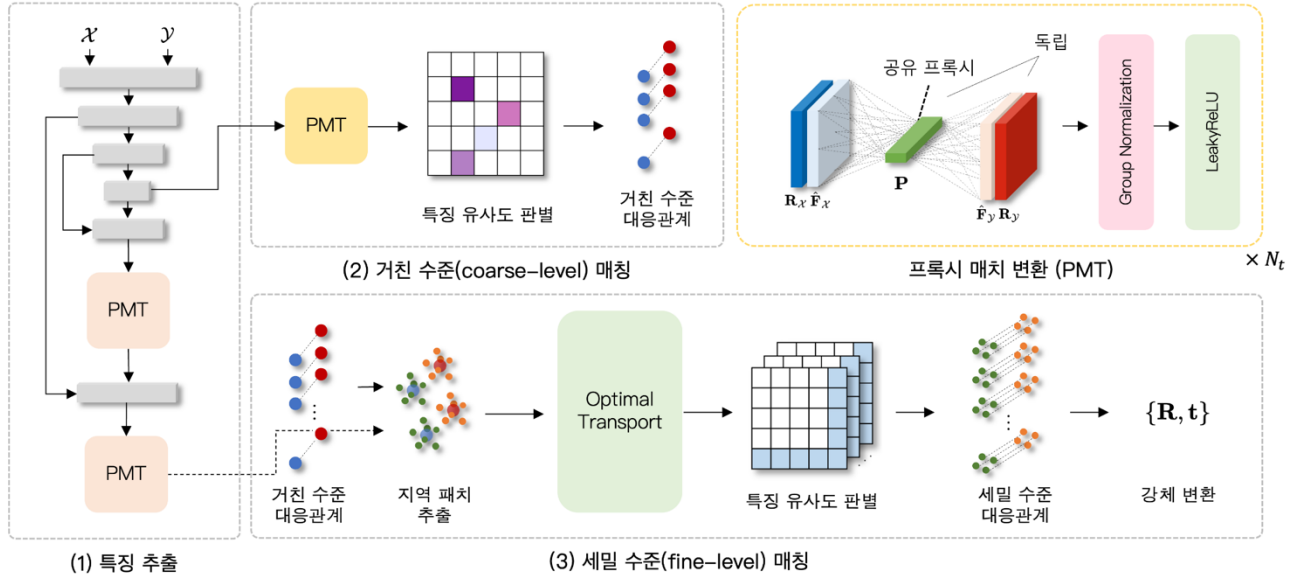 𝒳
𝒴
PMT
PMT
(1) 특징 추출
PMT
특징 유사도 판별
거친 수준
대응관계
(2) 거친 수준(coarse-level) 매칭
독립
공유 프록시
R𝒳 F̂𝒳
P
F̂𝒴 R𝒴
Group Normalization
LeakyReLU
프록시 매치 변환 (PMT)
× Nₜ
거친 수준
대응관계
지역 패치
추출
Optimal
Transport
특징 유사도 판별
세밀 수준
대응관계
{R, t}
강체 변환
(3) 세밀 수준(fine-level) 매칭